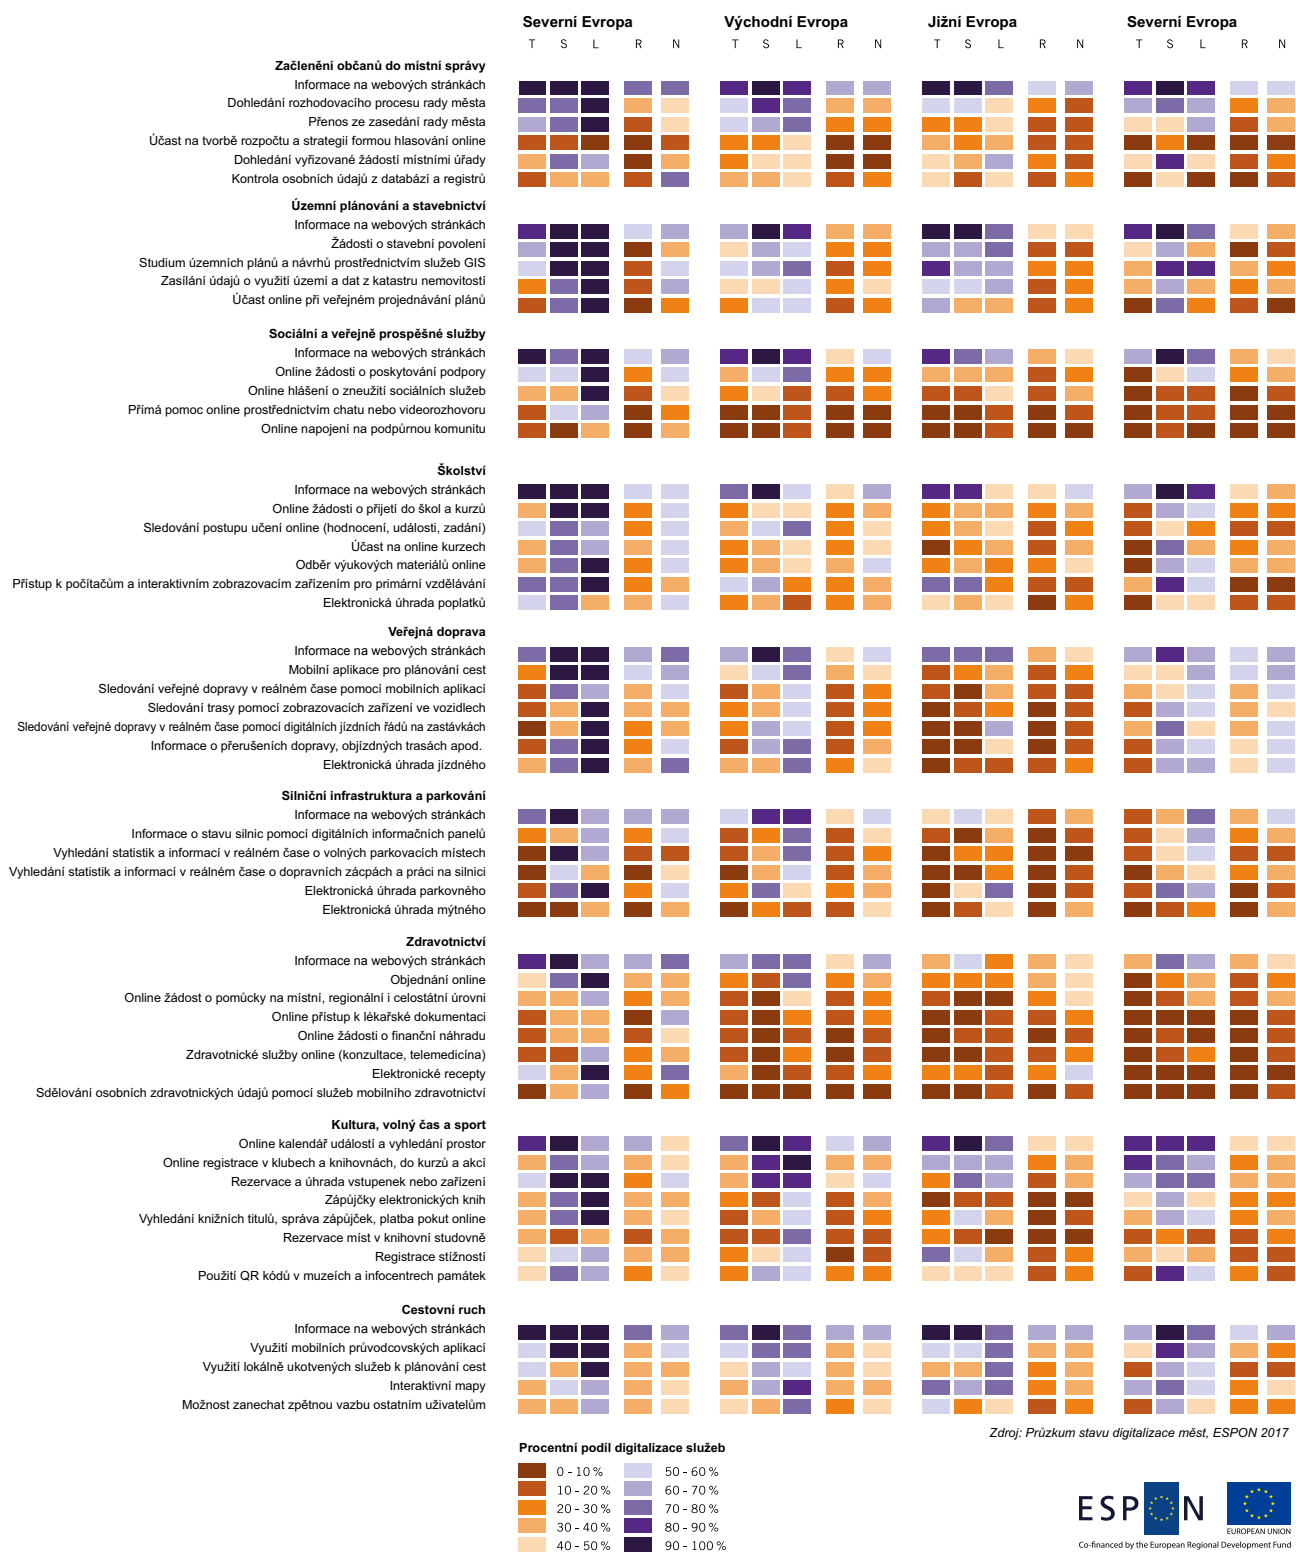 Severní Evropa Východní Evropa Jižní Evropa Severní Evropa
T S L R N T S L R N T S L R N T S L R N
Začlenění občanů do místní správy
Informace na webových stránkách
Dohledání rozhodovacího procesu rady města
Přenos ze zasedání rady města
Účast na tvorbě rozpočtu a strategií formou hlasování online
Dohledání vyřizované žádostí místními úřady
Kontrola osobních údajů z databází a registrů
Územní plánování a stavebnictví
Informace na webových stránkách
Žádosti o stavební povolení
Studium územních plánů a návrhů prostřednictvím služeb GIS
Zasílání údajů o využití území a dat z katastru nemovitostí
Účast online při veřejném projednávání plánů
Sociální a veřejně prospěšné služby
Informace na webových stránkách
Online žádosti o poskytování podpory
Online hlášení o zneužití sociálních služeb
Přímá pomoc online prostřednictvím chatu nebo videorozhovoru
Online napojení na podpůrnou komunitu
Školství
Informace na webových stránkách
Online žádosti o přijetí do škol a kurzů
Sledování postupu učení online (hodnocení, události, zadání)
Účast na online kurzech
Odběr výukových materiálů online
Přístup k počítačům a interaktivním zobrazovacím zařízením pro primární vzdělávání
Elektronická úhrada poplatků
Veřejná doprava
Informace na webových stránkách
Mobilní aplikace pro plánování cest
Sledování veřejné dopravy v reálném čase pomocí mobilních aplikací
Sledování trasy pomocí zobrazovacích zařízení ve vozidlech
Sledování veřejné dopravy v reálném čase pomocí digitálních jízdních řádů na zastávkách
Informace o přerušeních dopravy, objízdných trasách apod.
Elektronická úhrada jízdného
Silniční infrastruktura a parkování
Informace na webových stránkách
Informace o stavu silnic pomocí digitálních informačních panelů
Vyhledání statistik a informací v reálném čase o volných parkovacích místech
Vyhledání statistik a informací v reálném čase o dopravních zácpách a práci na silnici
Elektronická úhrada parkovného
Elektronická úhrada mýtného
Zdravotnictví
Informace na webových stránkách
Objednání online
Online žádost o pomůcky na místní, regionální i celostátní úrovni
Online přístup k lékařské dokumentaci
Online žádosti o finanční náhradu
Zdravotnické služby online (konzultace, telemedicína)
Elektronické recepty
Sdělování osobních zdravotnických údajů pomocí služeb mobilního zdravotnictví
Kultura, volný čas a sport
Online kalendář událostí a vyhledání prostor
Online registrace v klubech a knihovnách, do kurzů a akcí
Rezervace a úhrada vstupenek nebo zařízení
Zápůjčky elektronických knih
Vyhledání knižních titulů, správa zápůjček, platba pokut online
Rezervace míst v knihovní studovně
Registrace stížností
Použití QR kódů v muzeích a infocentrech památek
Cestovní ruch
Informace na webových stránkách
Využití mobilních průvodcovských aplikací
Využití lokálně ukotvených služeb k plánování cest
Interaktivní mapy
Možnost zanechat zpětnou vazbu ostatním uživatelům
Zdroj: Průzkum stavu digitalizace měst, ESPON 2017
Procentní podíl digitalizace služeb
0 - 10 % 50 - 60 %
10 - 20 % 60 - 70 %
20 - 30 % 70 - 80 %
30 - 40 % 80 - 90 %
40 - 50 % 90 - 100 %
ESPON
EUROPEAN UNION
Co-financed by the European Regional Development Fund